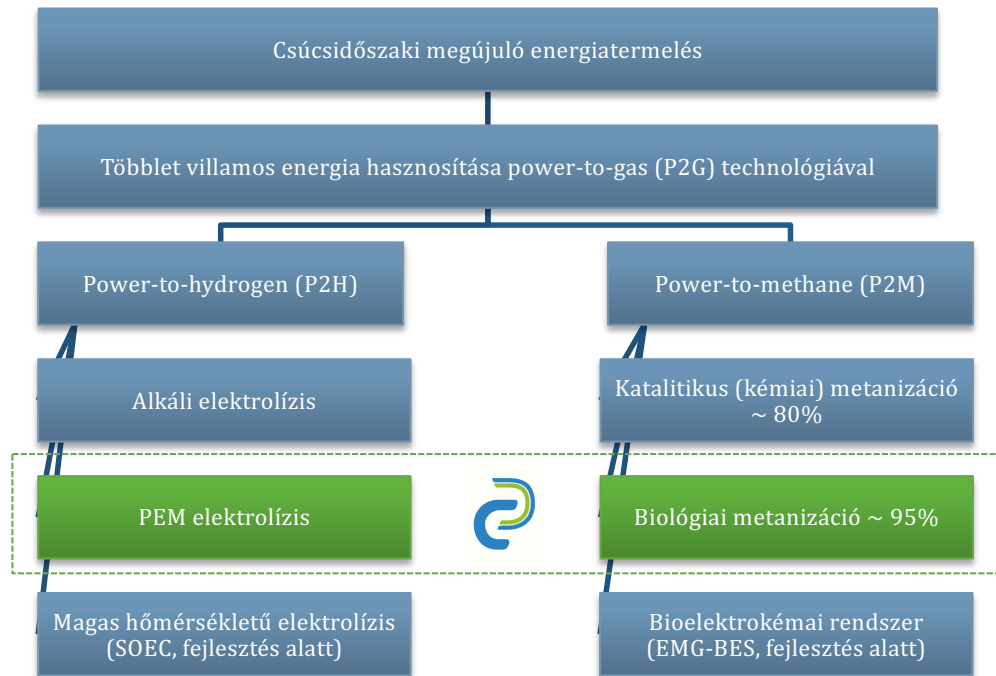 Csúcsidőszaki megújuló energiatermelés
Többlet villamos energia hasznosítása power-to-gas (P2G) technológiával
Power-to-hydrogen (P2H)
Power-to-methane (P2M)
Alkáli elektrolízis
Katalitikus (kémiai) metanizáció
~ 80%
PEM elektrolízis
Biológiai metanizáció ~ 95%
Magas hőmérsékletű elektrolízis
(SOEC, fejlesztés alatt)
Bioelektrokémai rendszer
(EMG-BES, fejlesztés alatt)